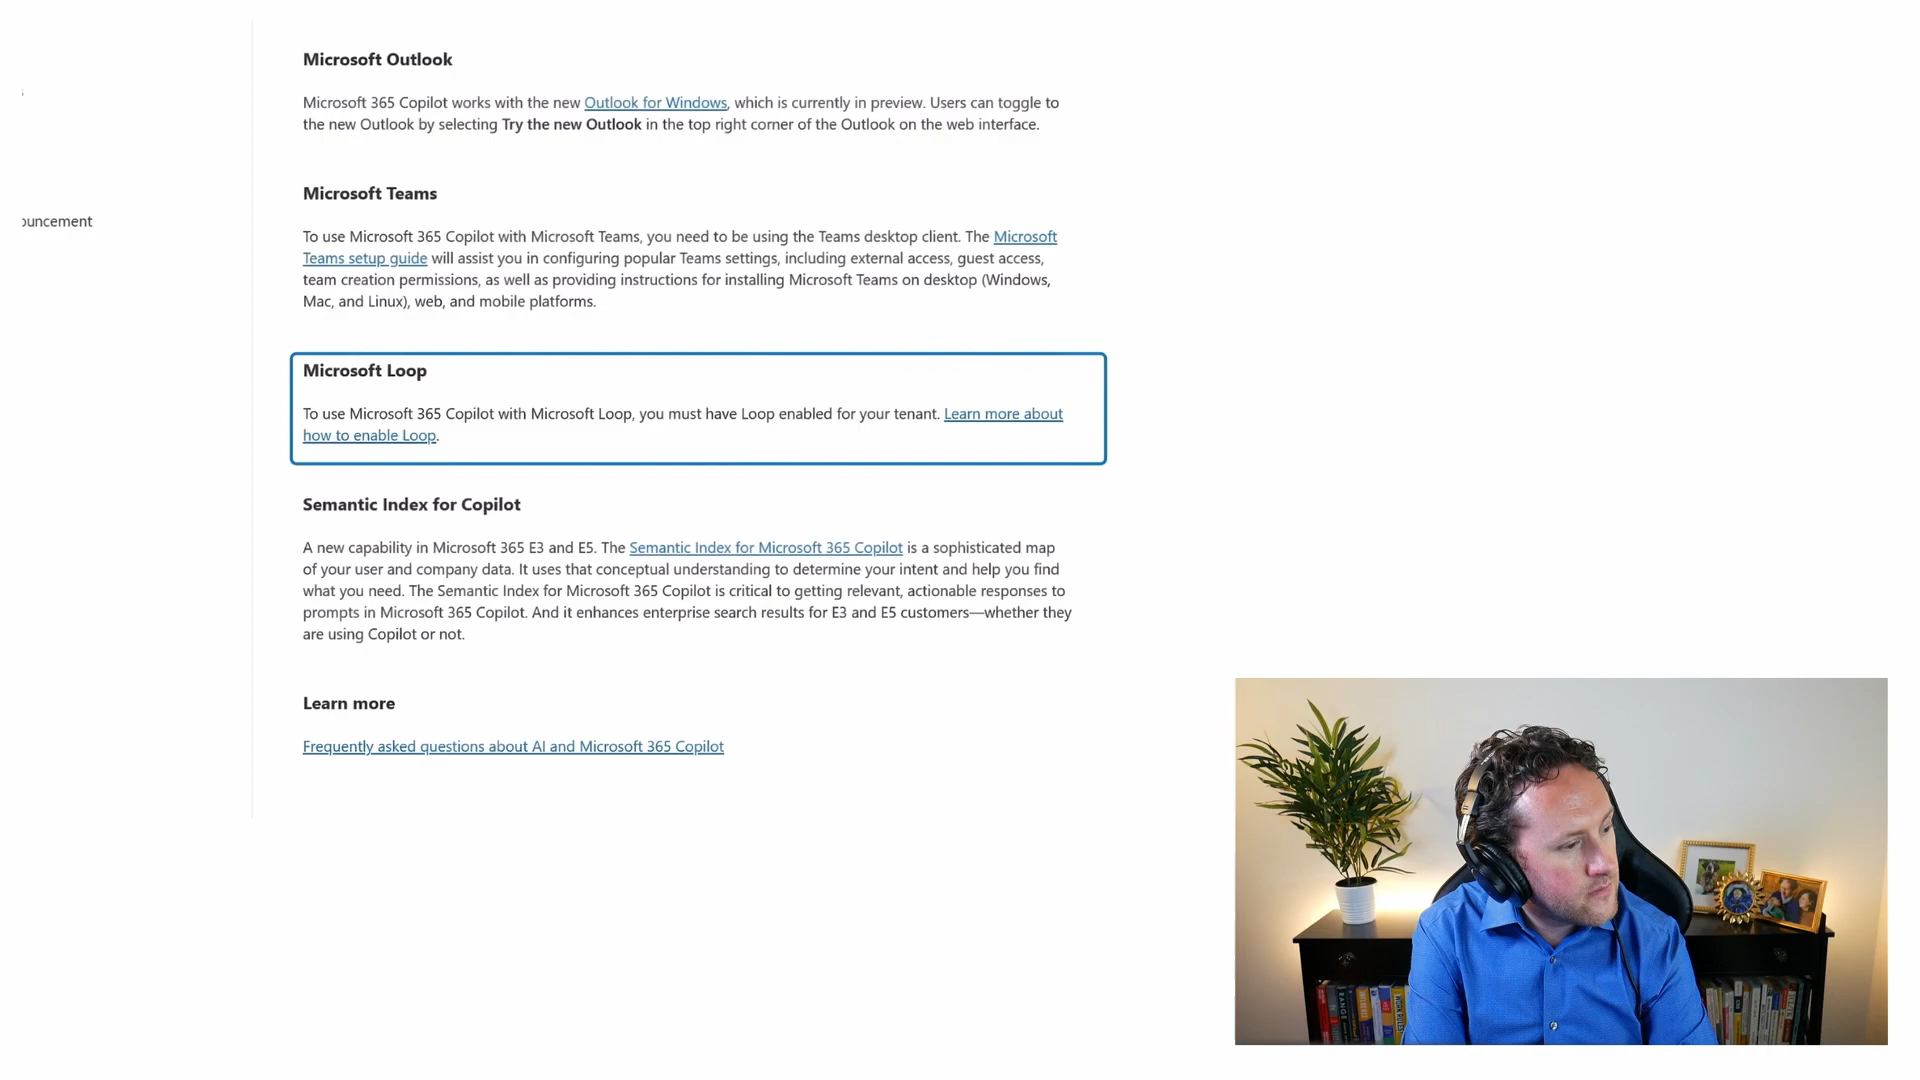 Microsoft Outlook
Microsoft 365 Copilot works with the new Outlook for Windows, which is currently in preview. Users can toggle to
the new Outlook by selecting Try the new Outlook in the top right corner of the Outlook on the web interface.
ouncement
Microsoft Teams
To use Microsoft 365 Copilot with Microsoft Teams, you need to be using the Teams desktop client. The Microsoft
Teams setup guide will assist you in configuring popular Teams settings, including external access, guest access,
team creation permissions, as well as providing instructions for installing Microsoft Teams on desktop (Windows,
Mac, and Linux), web, and mobile platforms.
Microsoft Loop
To use Microsoft 365 Copilot with Microsoft Loop, you must have Loop enabled for your tenant. Learn more about
how to enable Loop.
Semantic Index for Copilot
A new capability in Microsoft 365 E3 and E5. The Semantic Index for Microsoft 365 Copilot is a sophisticated map
of your user and company data. It uses that conceptual understanding to determine your intent and help you find
what you need. The Semantic Index for Microsoft 365 Copilot is critical to getting relevant, actionable responses to
prompts in Microsoft 365 Copilot. And it enhances enterprise search results for E3 and E5 customers—whether they
are using Copilot or not.
Learn more
Frequently asked questions about AI and Microsoft 365 Copilot
RANGE